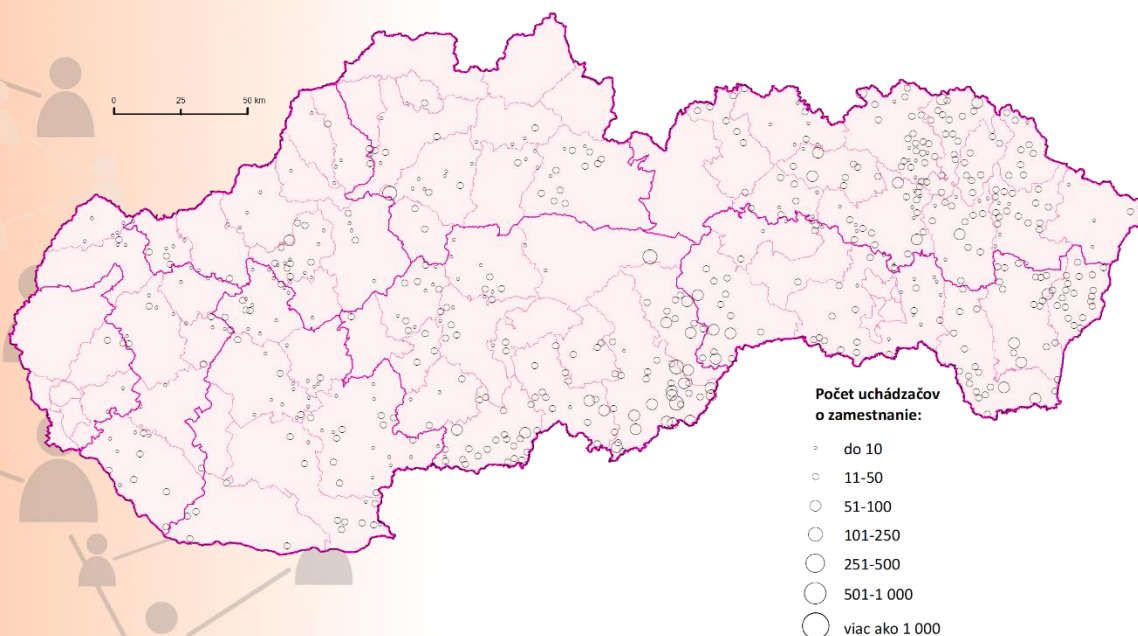 0 25 50 km
Počet uchádzačov
o zamestnanie:
do 10
11-50
51-100
101-250
251-500
501-1 000
viac ako 1 000